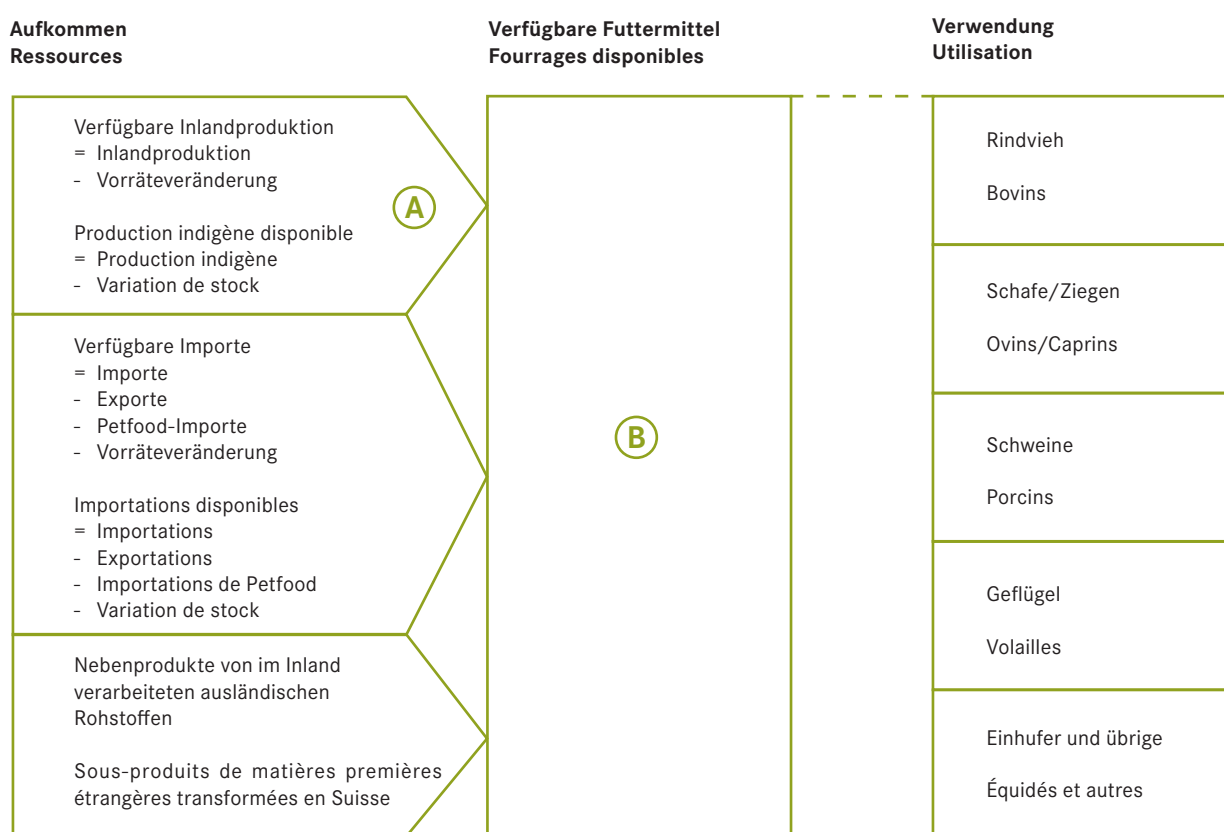 Aufkommen
Ressources
Verfügbare Futtermittel
Fourrages disponibles
Verwendung
Utilisation
Verfügbare Inlandproduktion
= Inlandproduktion
- Vorräteveränderung
Production indigène disponible
= Production indigène
- Variation de stock
A
Verfügbare Importe
= Importe
- Exporte
- Petfood-Importe
- Vorräteveränderung
Importations disponibles
= Importations
- Exportations
- Importations de Petfood
- Variation de stock
Nebenprodukte von im Inland
verarbeiteten ausländischen
Rohstoffen
Sous-produits de matières premières
étrangères transformées en Suisse
B
Rindvieh
Bovins
Schafe/Ziegen
Ovins/Caprins
Schweine
Porcins
Geflügel
Volailles
Einhufer und übrige
Équidés et autres